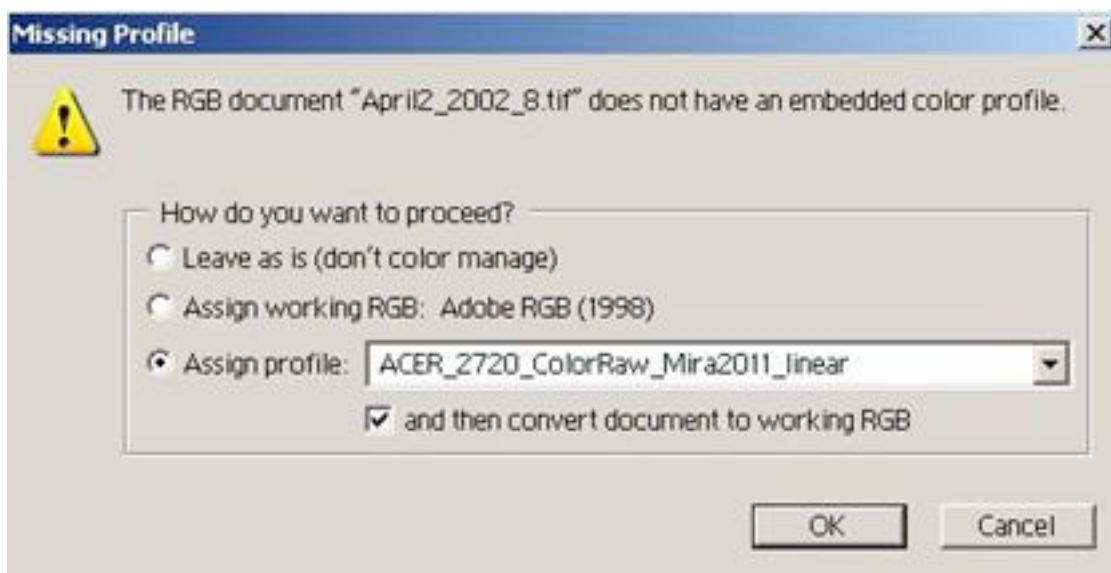 Missing Profile
The RGB document "April2_2002_8.tif" does not have an embedded color profile.
How do you want to proceed?
Leave as is (don't color manage)
Assign working RGB: Adobe RGB (1998)
Assign profile: ACER_2720_ColorRaw_Mira2011_linear
and then convert document to working RGB
OK Cancel